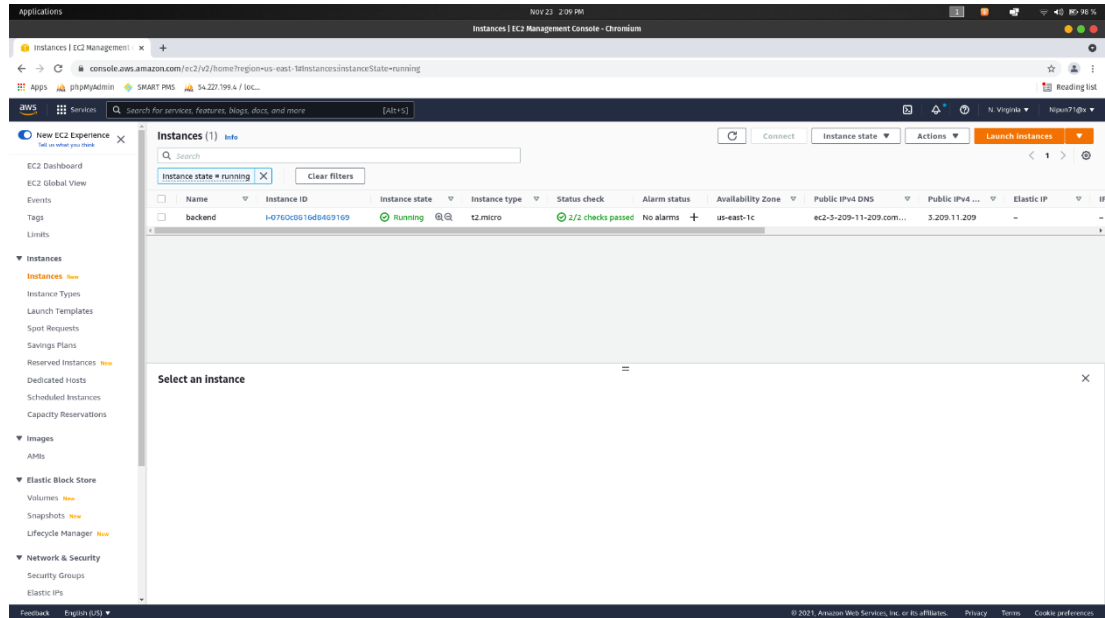 Applications
Nov 23 2:09 PM
1
98 %
Instances | EC2 Management Console - Chromium
Instances | EC2 Management
console.aws.amazon.com/ec2/v2/home?region=us-east-1#Instances:instanceState=running
Apps phpMyAdmin SMART PMS 54.227.199.4 / loc...
Reading list
aws Services Search for services, features, blogs, docs, and more [Alt+S] N. Virginia Nipun71@x
New EC2 Experience
Tell us what you think
EC2 Dashboard
EC2 Global View
Events
Tags
Limits
Instances
Instances New
Instance Types
Launch Templates
Spot Requests
Savings Plans
Reserved Instances New
Dedicated Hosts
Scheduled Instances
Capacity Reservations
Images
AMIs
Elastic Block Store
Volumes New
Snapshots New
Lifecycle Manager New
Network & Security
Security Groups
Elastic IPs
Instances (1) Info
Connect Instance state Actions Launch instances
Search
1
Instance state = running Clear filters
Name Instance ID Instance state Instance type Status check Alarm status Availability Zone Public IPv4 DNS Public IPv4 ... Elastic IP
backend i-0760c8616d8469169 Running t2.micro 2/2 checks passed No alarms + us-east-1c ec2-3-209-11-209.com... 3.209.11.209 – –
Select an instance
Feedback English (US) © 2021, Amazon Web Services, Inc. or its affiliates. Privacy Terms Cookie preferences